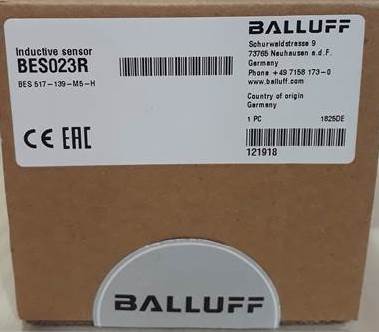 Inductive sensor
BES023R
BES 517-139-M5-H
CE EAC
BALLUFF
Schurwaldstrasse 9
73765 Neuhausen a.d.F.
Germany
Phone +49 7158 173-0
www.balluff.com
Country of origin
Germany
1 PC 1825DE
121918
BALLUFF